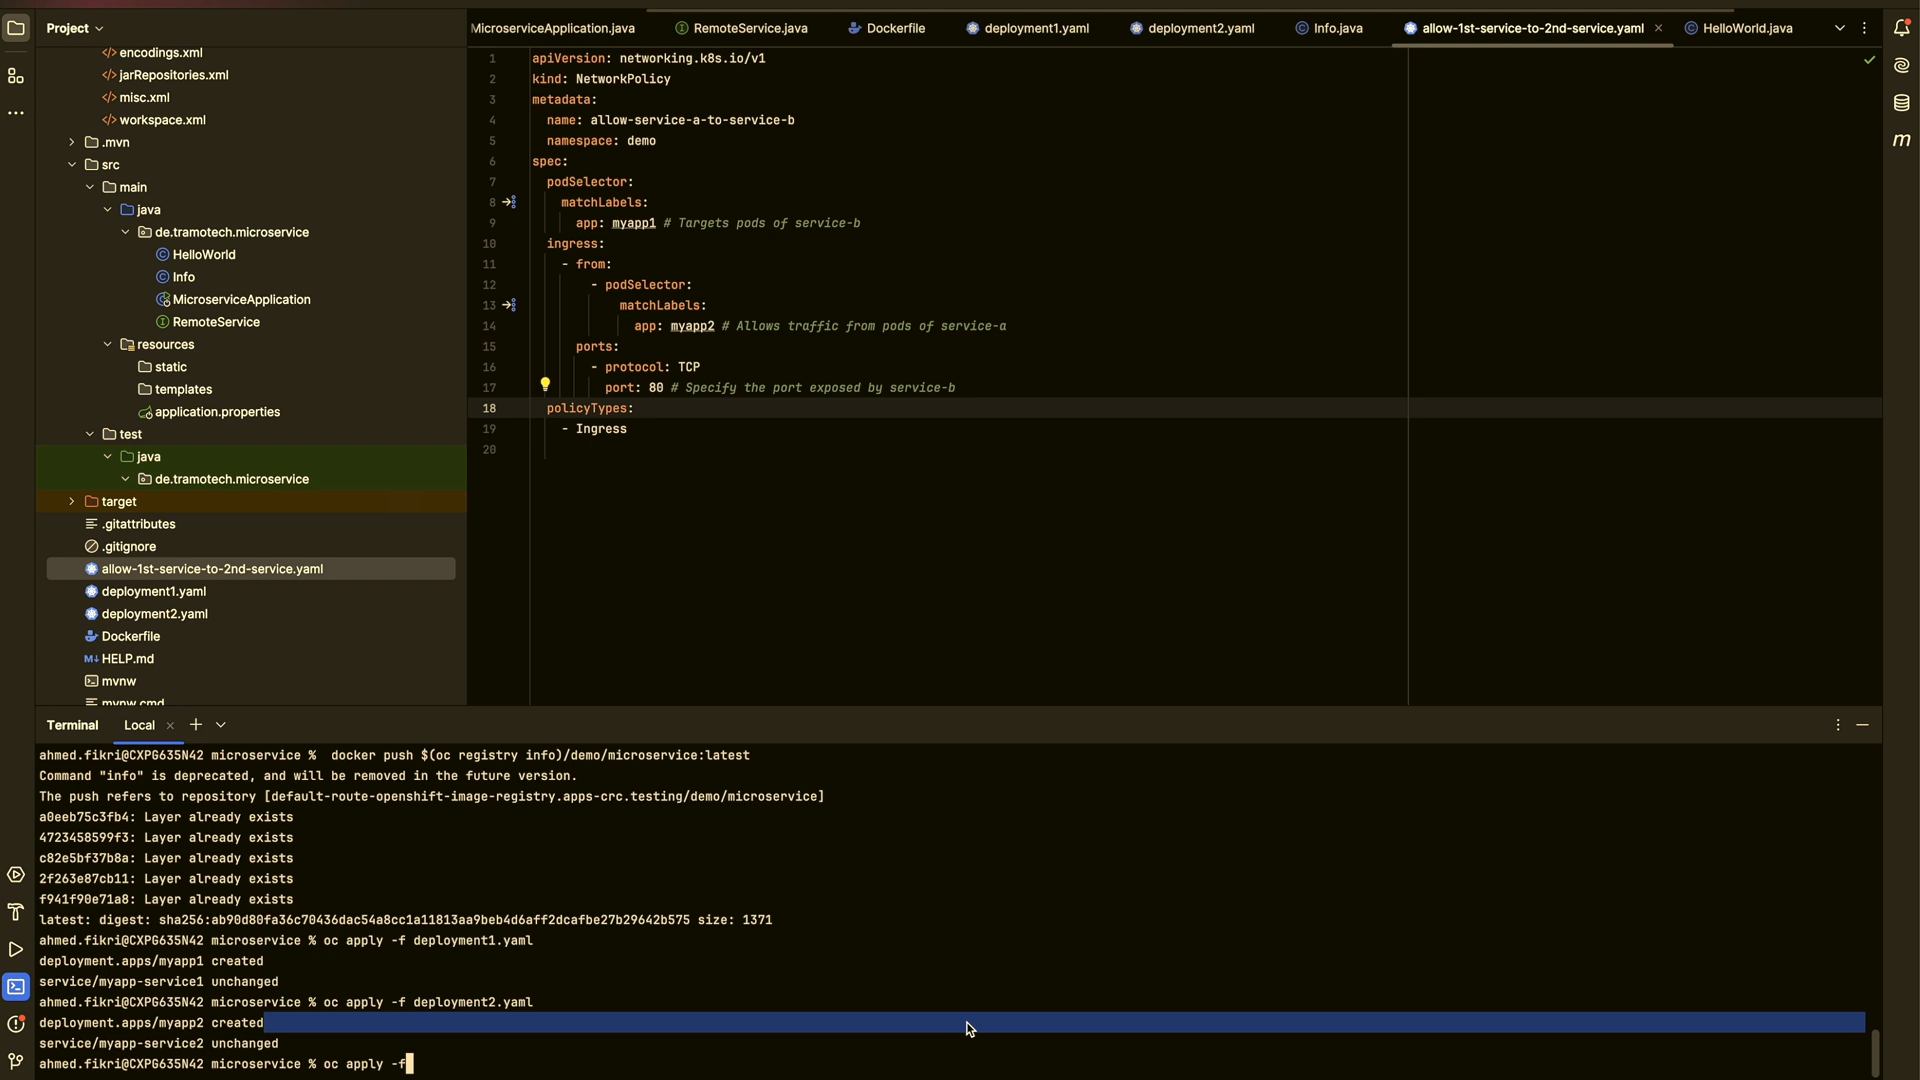 Project
MicroserviceApplication.java
RemoteService.java
Dockerfile
deployment1.yaml
deployment2.yaml
Info.java
allow-1st-service-to-2nd-service.yaml
HelloWorld.java
encodings.xml
jarRepositories.xml
misc.xml
workspace.xml
.mvn
src
main
java
de.tramotech.microservice
HelloWorld
Info
MicroserviceApplication
RemoteService
resources
static
templates
application.properties
test
java
de.tramotech.microservice
target
.gitattributes
.gitignore
allow-1st-service-to-2nd-service.yaml
deployment1.yaml
deployment2.yaml
Dockerfile
HELP.md
mvnw
mvnw.cmd
1 apiVersion: networking.k8s.io/v1
2 kind: NetworkPolicy
3 metadata:
4 name: allow-service-a-to-service-b
5 namespace: demo
6 spec:
7 podSelector:
8 matchLabels:
9 app: myapp1 # Targets pods of service-b
10 ingress:
11 - from:
12 - podSelector:
13 matchLabels:
14 app: myapp2 # Allows traffic from pods of service-a
15 ports:
16 - protocol: TCP
17 port: 80 # Specify the port exposed by service-b
18 policyTypes:
19 - Ingress
20
Terminal Local
ahmed.fikri@CXPG635N42 microservice %  docker push $(oc registry info)/demo/microservice:latest
Command "info" is deprecated, and will be removed in the future version.
The push refers to repository [default-route-openshift-image-registry.apps-crc.testing/demo/microservice]
a0eeb75c3fb4: Layer already exists
4723458599f3: Layer already exists
c82e5bf37b8a: Layer already exists
2f263e87cb11: Layer already exists
f941f90e71a8: Layer already exists
latest: digest: sha256:ab90d80fa36c70436dac54a8cc1a11813aa9beb4d6aff2dcafbe27b29642b575 size: 1371
ahmed.fikri@CXPG635N42 microservice % oc apply -f deployment1.yaml
deployment.apps/myapp1 created
service/myapp-service1 unchanged
ahmed.fikri@CXPG635N42 microservice % oc apply -f deployment2.yaml
deployment.apps/myapp2 created
service/myapp-service2 unchanged
ahmed.fikri@CXPG635N42 microservice % oc apply -f